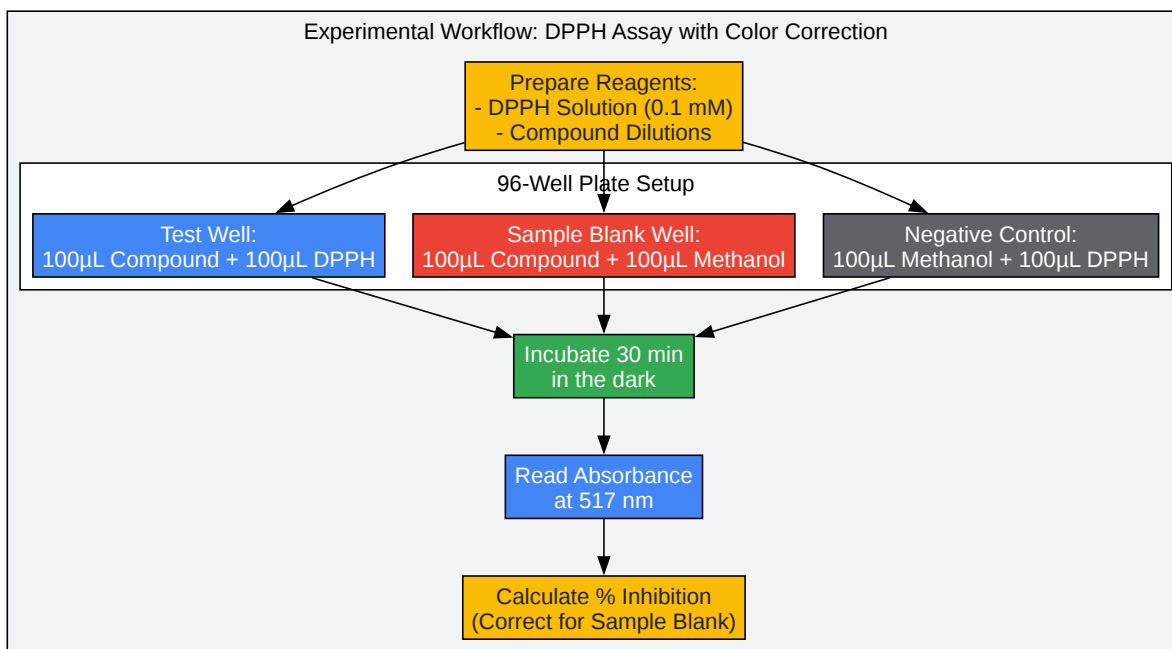 Experimental Workflow: DPPH Assay with Color Correction
Prepare Reagents:
- DPPH Solution (0.1 mM)
- Compound Dilutions
96-Well Plate Setup
Test Well:
100µL Compound + 100µL DPPH
Sample Blank Well:
100µL Compound + 100µL Methanol
Negative Control:
100µL Methanol + 100µL DPPH
Incubate 30 min
in the dark
Read Absorbance
at 517 nm
Calculate % Inhibition
(Correct for Sample Blank)